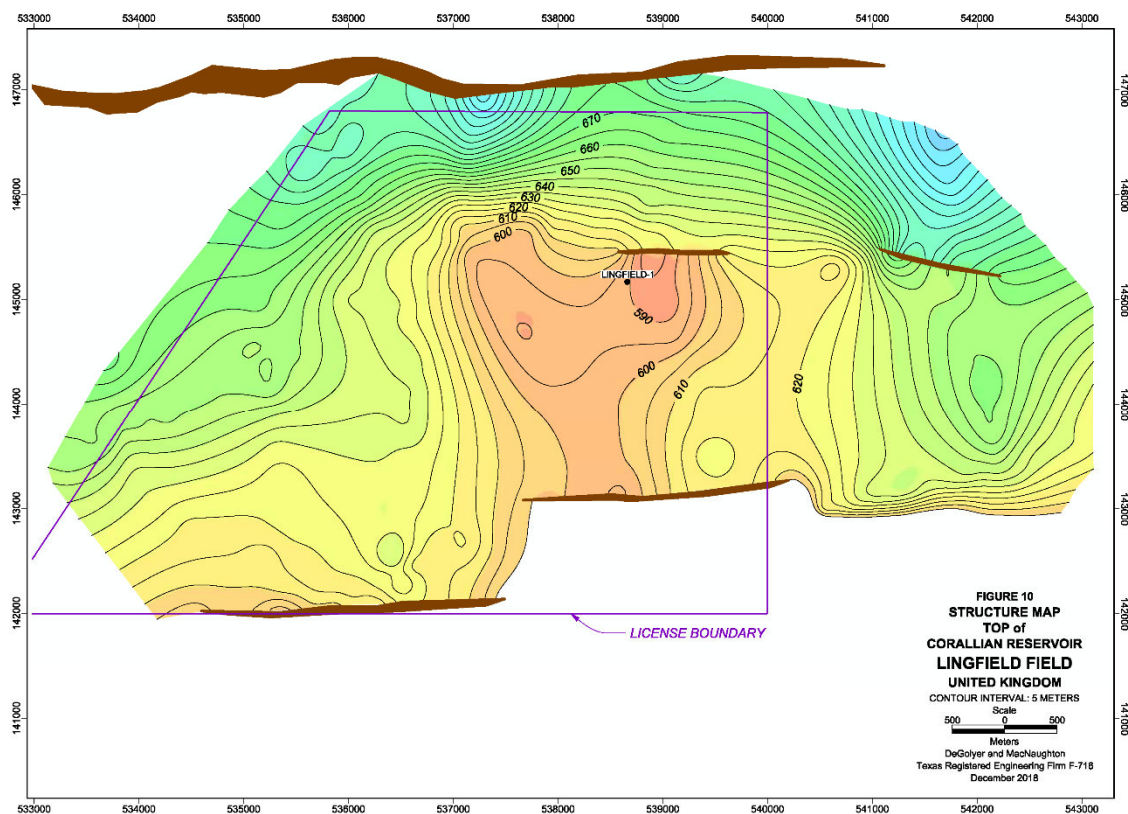 533000 534000 535000 536000 537000 538000 539000 540000 541000 542000 543000
147000 147000
670
660
650
146000 146000
640
630
620
610
600
LINGFIELD-1
145000 145000
590
600
610
620
144000 144000
143000 143000
142000 142000
LICENSE BOUNDARY
FIGURE 10
STRUCTURE MAP
TOP of
CORALLIAN RESERVOIR
LINGFIELD FIELD
UNITED KINGDOM
CONTOUR INTERVAL: 5 METERS
Scale
500 0 500
Meters
DeGolyer and MacNaughton
Texas Registered Engineering Firm F-716
December 2018
141000 141000
533000 534000 535000 536000 537000 538000 539000 540000 541000 542000 543000